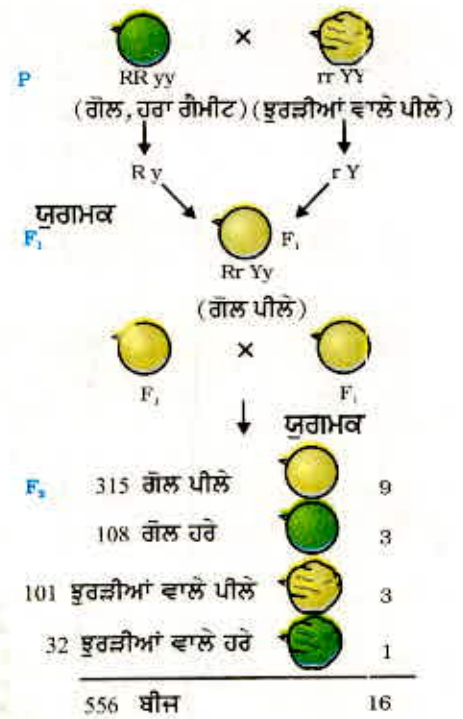 ×
P RR yy rr YY
(ਗੋਲ, ਹਰਾ ਗੈਮੀਟ) (ਝੁਰੜੀਆਂ ਵਾਲੇ ਪੀਲੇ)
R y r Y
ਯੁਗਮਕ
F₁ F₁
Rr Yy
(ਗੋਲ ਪੀਲੇ)
×
F₁ F₁
ਯੁਗਮਕ
F₂ 315 ਗੋਲ ਪੀਲੇ 9
108 ਗੋਲ ਹਰੇ 3
101 ਝੁਰੜੀਆਂ ਵਾਲੇ ਪੀਲੇ 3
32 ਝੁਰੜੀਆਂ ਵਾਲੇ ਹਰੇ 1
556 ਬੀਜ 16